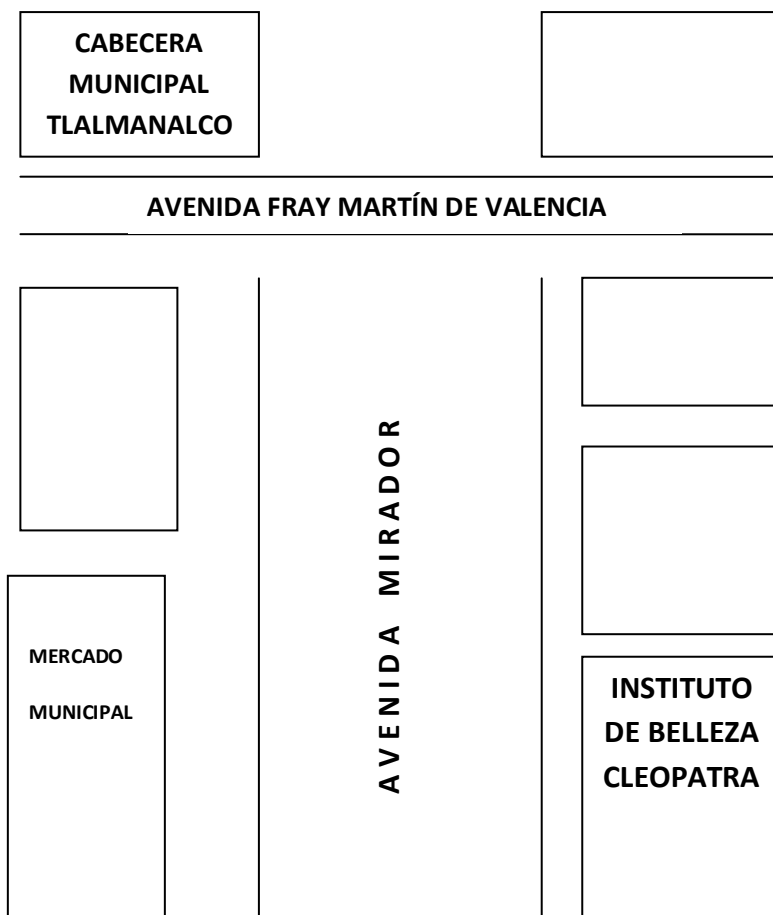 CABECERA
MUNICIPAL
TLALMANALCO
AVENIDA FRAY MARTÍN DE VALENCIA
AVENIDA MIRADOR
MERCADO
MUNICIPAL
INSTITUTO
DE BELLEZA
CLEOPATRA